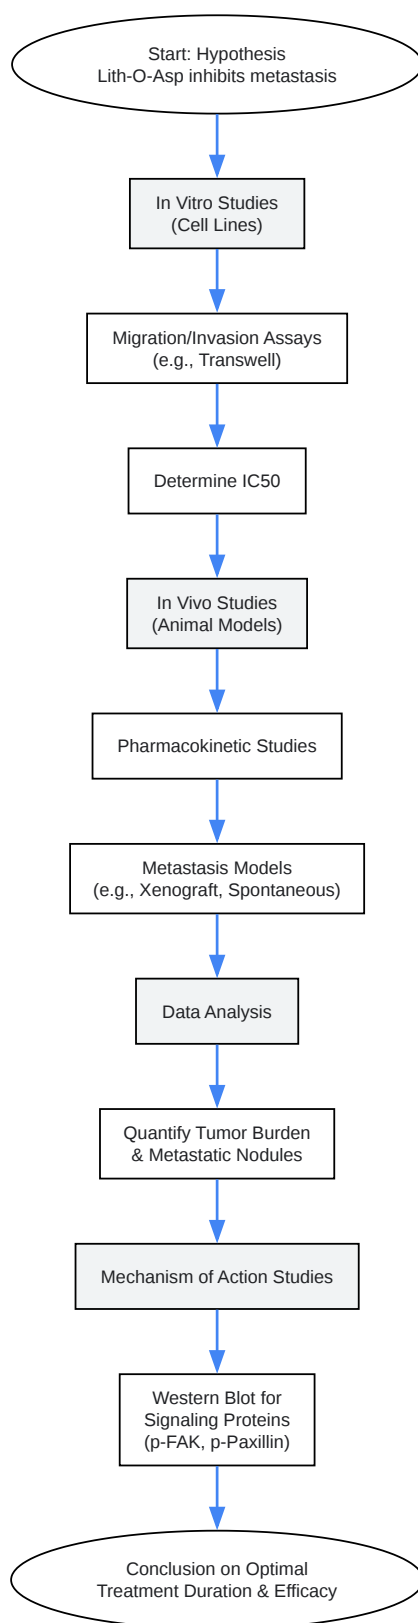 Start: Hypothesis
Lith-O-Asp inhibits metastasis
In Vitro Studies
(Cell Lines)
Migration/Invasion Assays
(e.g., Transwell)
Determine IC50
In Vivo Studies
(Animal Models)
Pharmacokinetic Studies
Metastasis Models
(e.g., Xenograft, Spontaneous)
Data Analysis
Quantify Tumor Burden
& Metastatic Nodules
Mechanism of Action Studies
Western Blot for
Signaling Proteins
(p-FAK, p-Paxillin)
Conclusion on Optimal
Treatment Duration & Efficacy